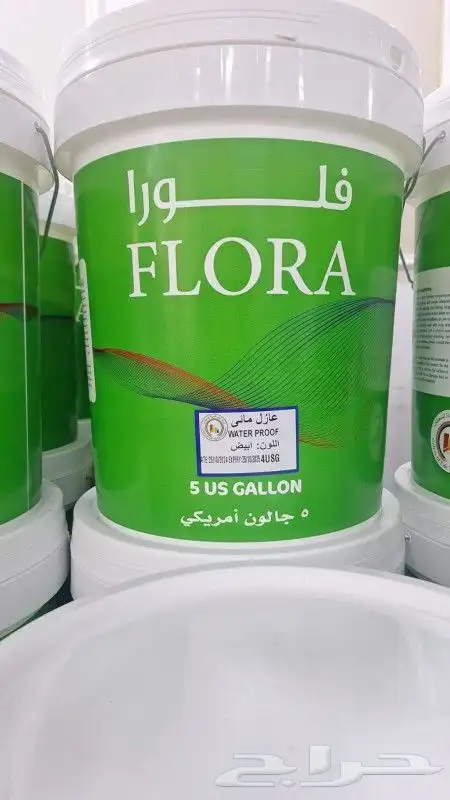 فلورا
FLORA
عازل مائي
WATER PROOF
اللون: ابيض
4USG
5 US GALLON
٥ جالون أمريكي
حراج